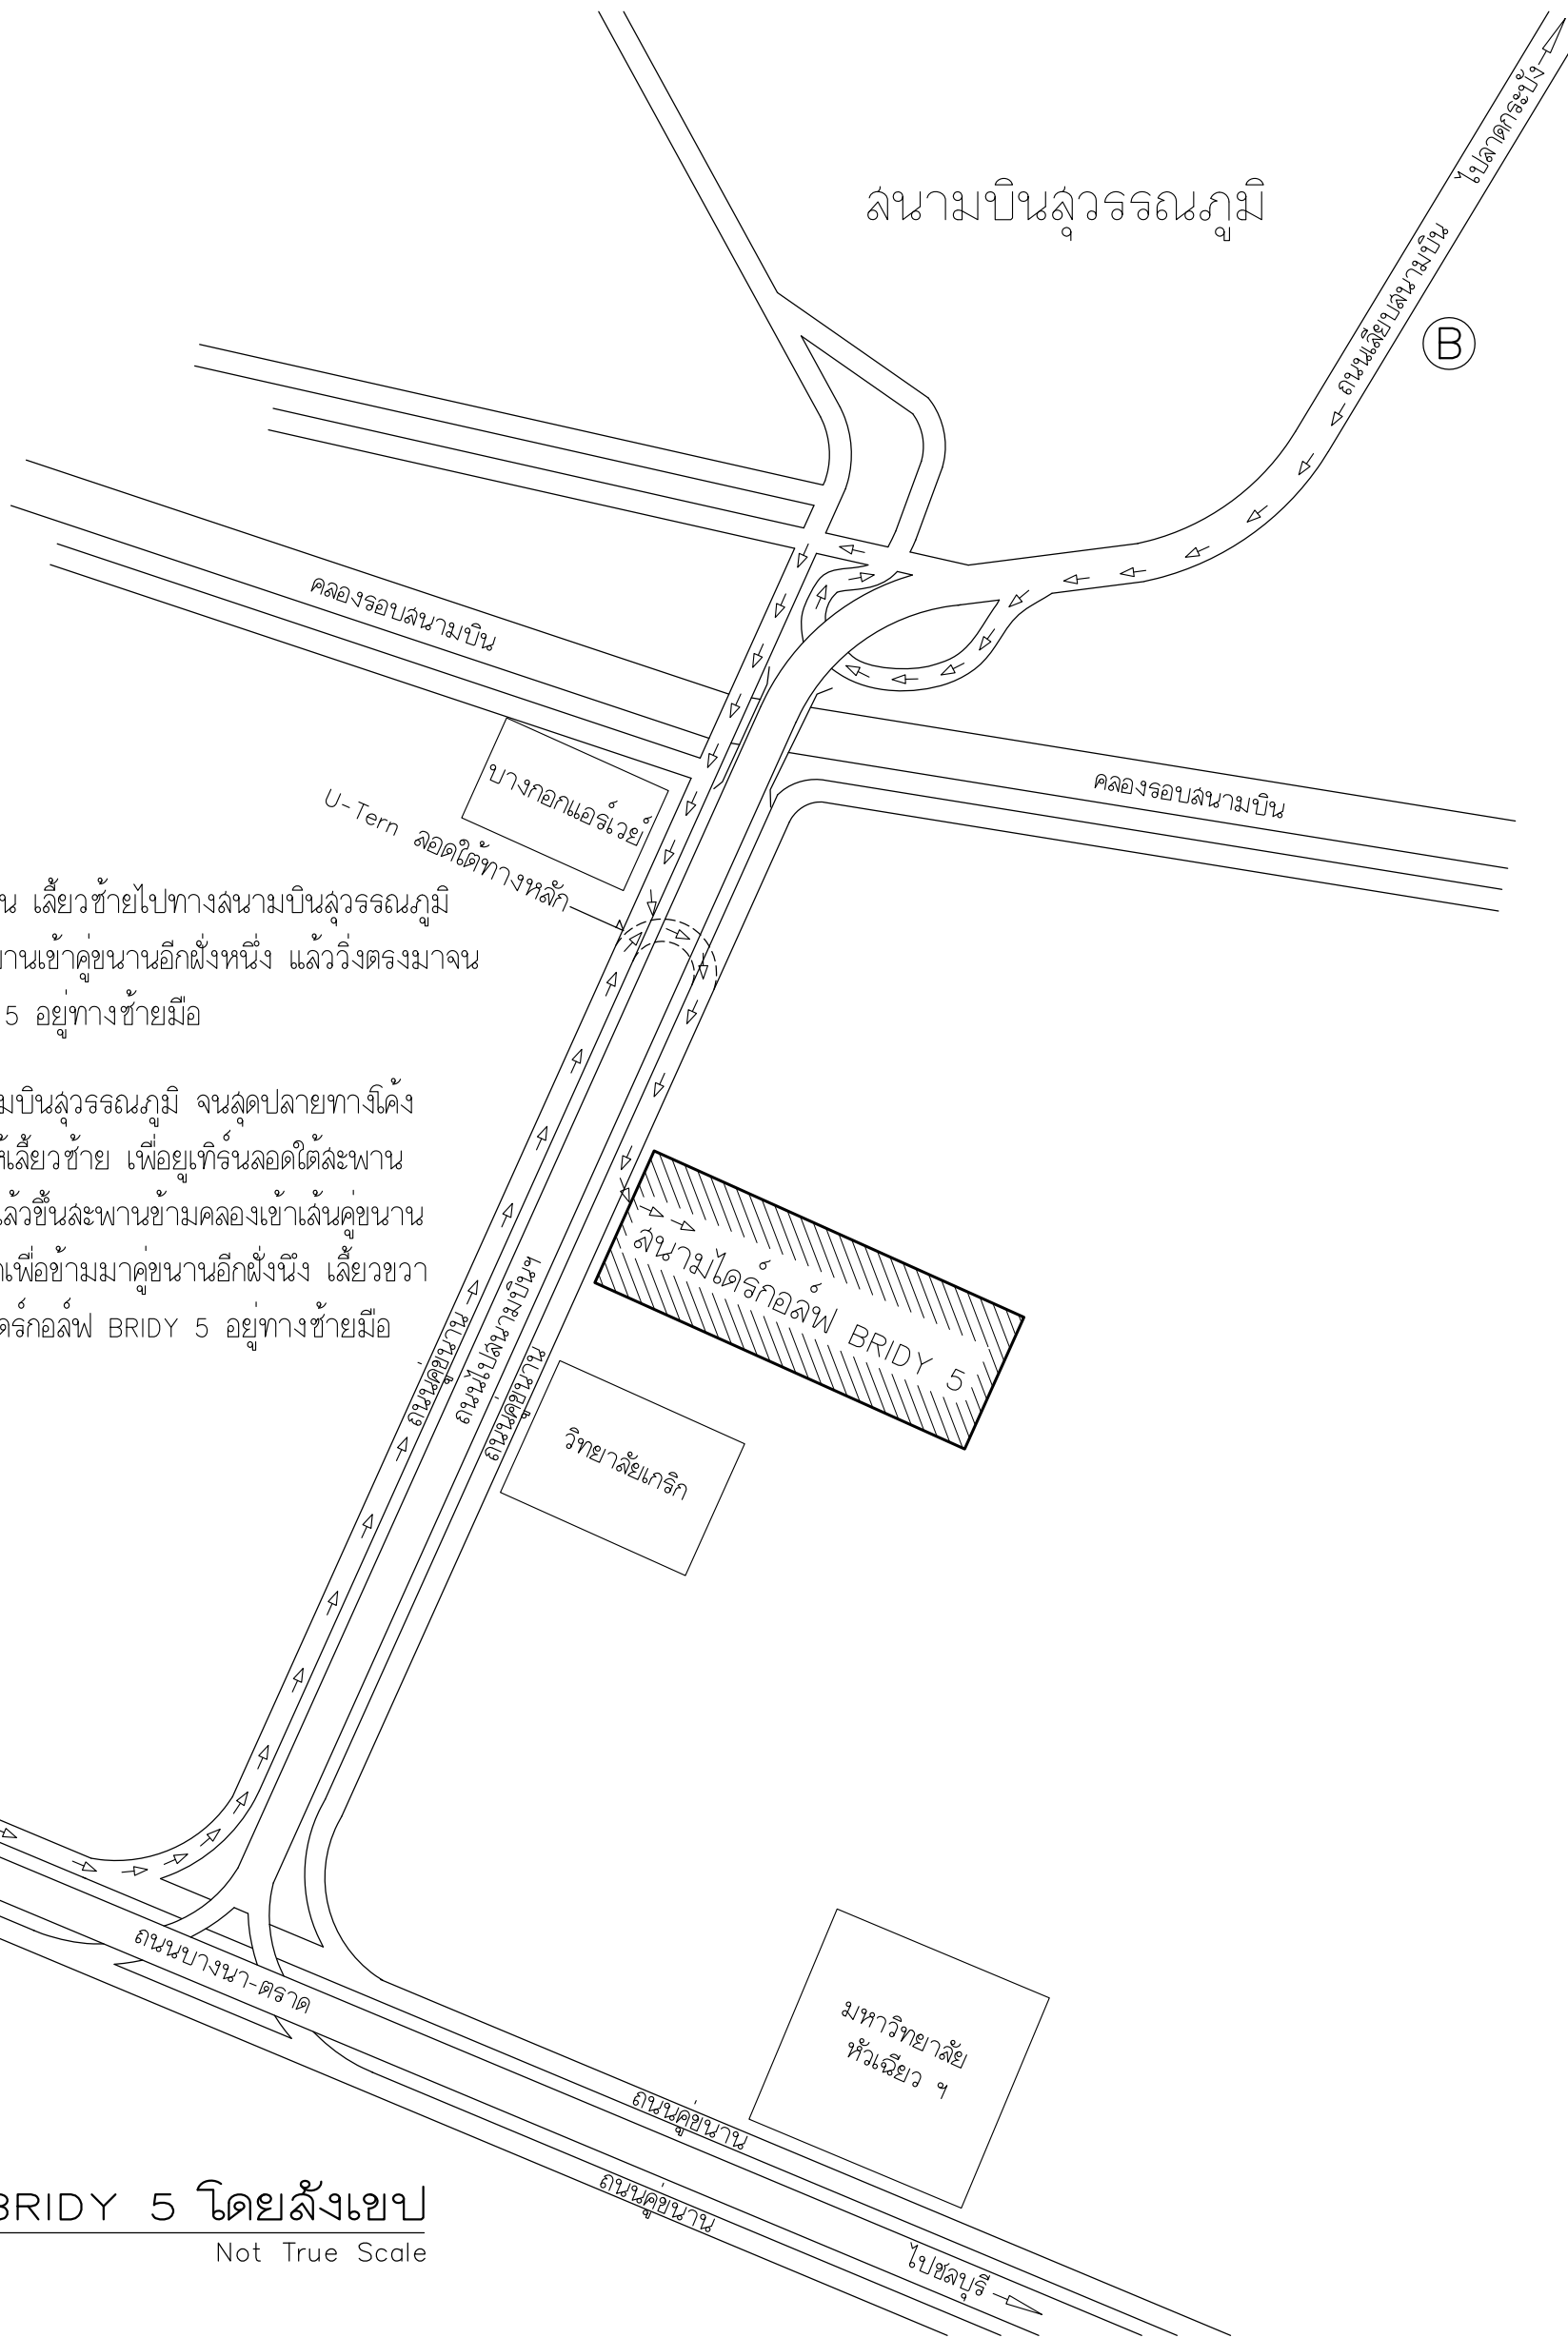 ไปลาดกระบัง
สนามบินสุวรรณภูมิ
ถนนเลียบสนามบิน
B
คลองรอบสนามบิน
บางกอกแอร์เวย์
คลองรอบสนามบิน
U-Tern ลอดใต้ทางหลัก
น เลี้ยวซ้ายไปทางสนามบินสุวรรณภูมิ
านเข้าคู่ขนานอีกฝั่งหนึ่ง แล้ววิ่งตรงมาจน
5 อยู่ทางซ้ายมือ
มบินสุวรรณภูมิ จนสุดปลายทางโค้ง
ห้เลี้ยวซ้าย เพื่อยูเทิร์นลอดใต้สะพาน
ล้วขึ้นสะพานข้ามคลองเข้าเส้นคู่ขนาน
เพื่อข้ามมาคู่ขนานอีกฝั่งนึง เลี้ยวขวา
ดร์กอล์ฟ BRIDY 5 อยู่ทางซ้ายมือ
สนามไดร์กอล์ฟ BRIDY 5
ถนนคู่ขนาน
ถนนไปสนามบินฯ
ถนนคู่ขนาน
วิทยาลัยเกริก
ถนนบางนา-ตราด
มหาวิทยาลัย
หัวเฉียว ฯ
ถนนคู่ขนาน
ถนนคู่ขนาน
ไปชลบุรี
BRIDY 5 โดยสังเขป
Not True Scale